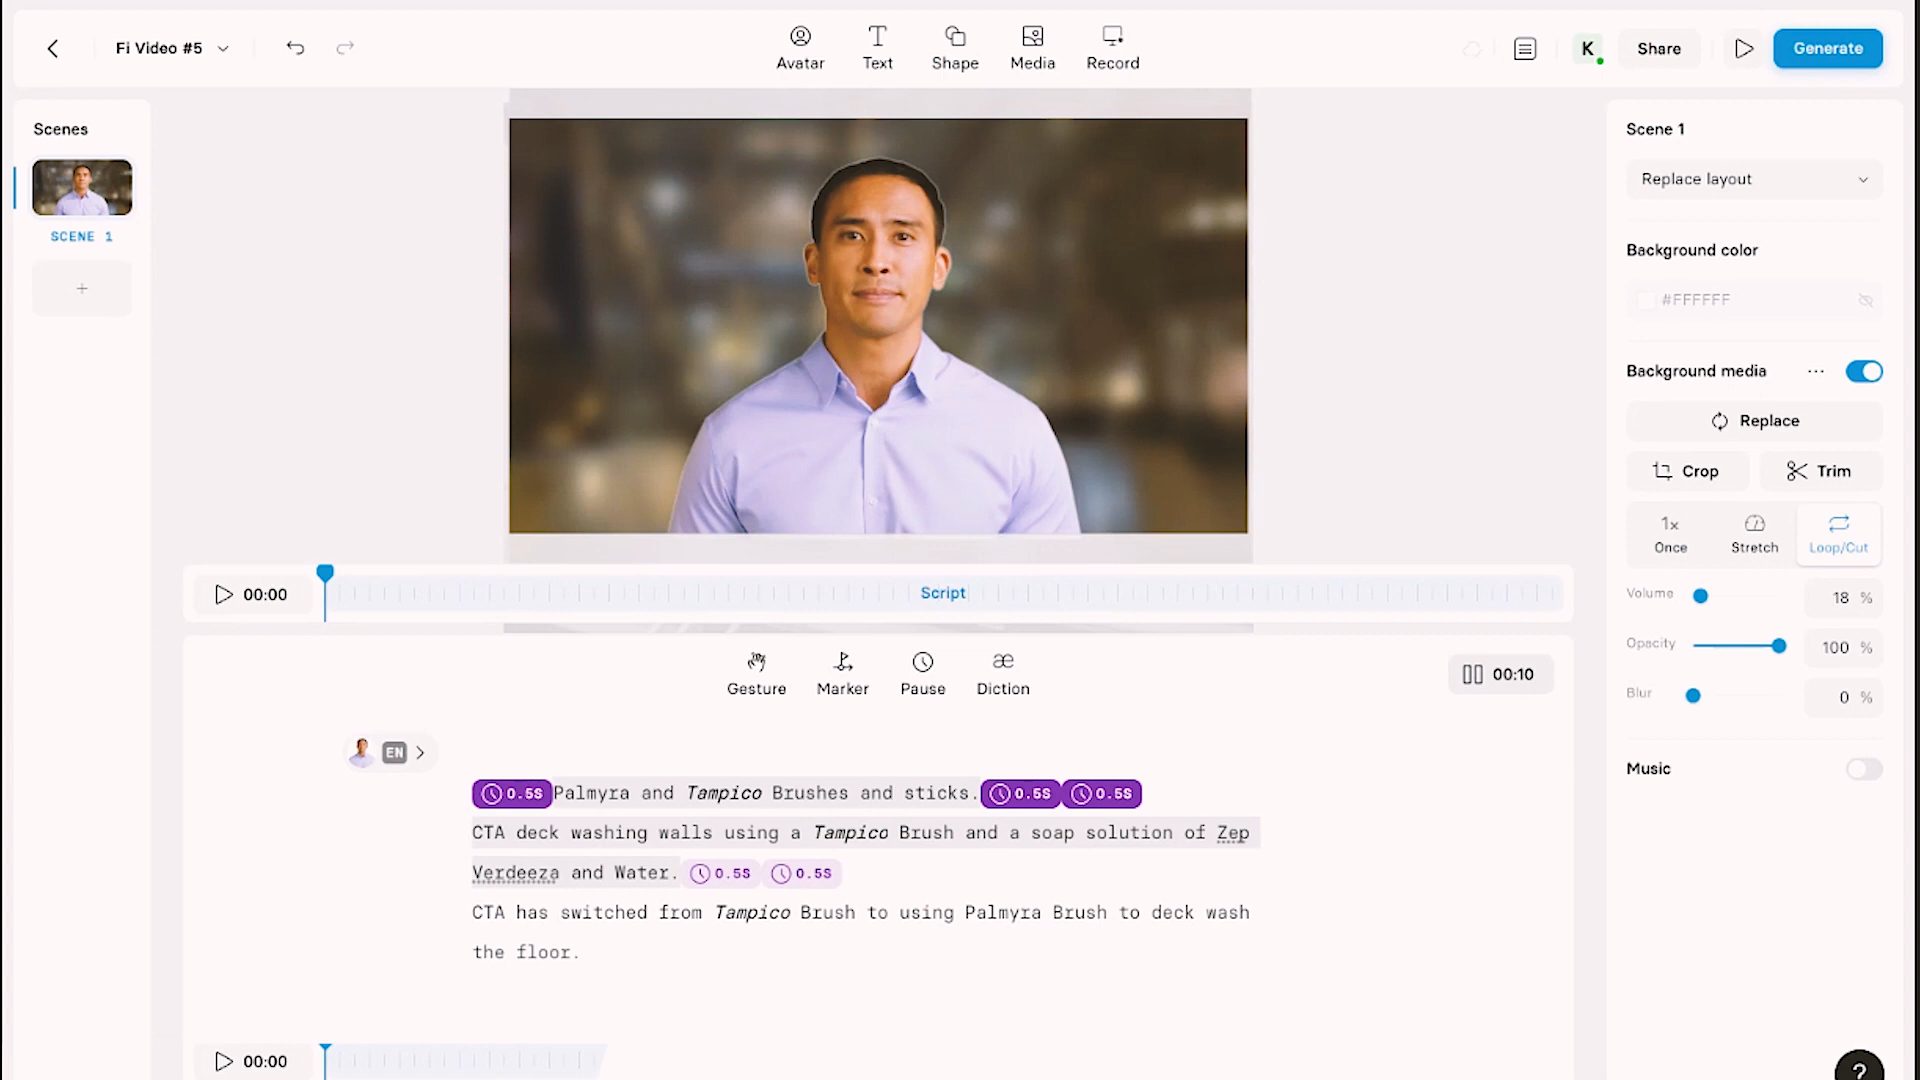 Fi Video #5
Avatar
Text
Shape
Media
Record
K
Share
Generate
Scenes
SCENE 1
+
Scene 1
Replace layout
Background color
#FFFFFF
Background media
Replace
Crop
Trim
1x
Once
Stretch
Loop/Cut
Volume
18 %
Opacity
100 %
Blur
0 %
Music
00:00
Script
Gesture
Marker
Pause
æ
Diction
00:10
EN
0.5S Palmyra and Tampico Brushes and sticks. 0.5S 0.5S
CTA deck washing walls using a Tampico Brush and a soap solution of Zep
Verdeeza and Water. 0.5S 0.5S
CTA has switched from Tampico Brush to using Palmyra Brush to deck wash
the floor.
00:00
?